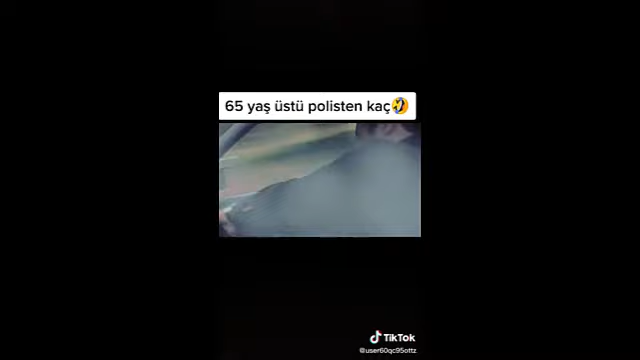 65 yaş üstü polisten kaç🤣
TikTok
@user60qc95ottz